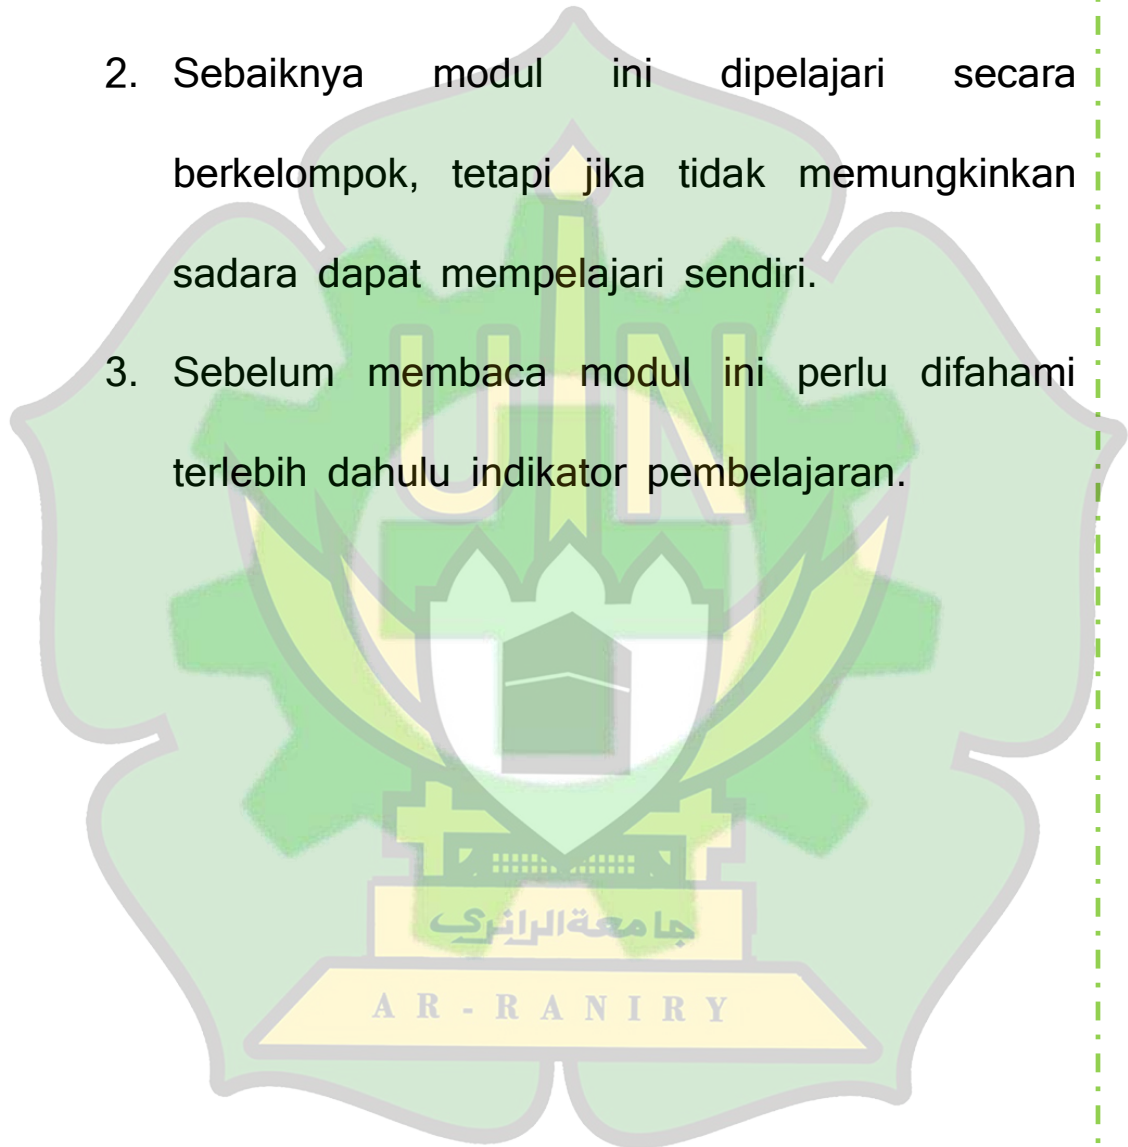 2. Sebaiknya modul ini dipelajari secara
berkelompok, tetapi jika tidak memungkinkan
sadara dapat mempelajari sendiri.
3. Sebelum membaca modul ini perlu difahami
terlebih dahulu indikator pembelajaran.
UIN
جامعة الرانري
AR-RANIRY